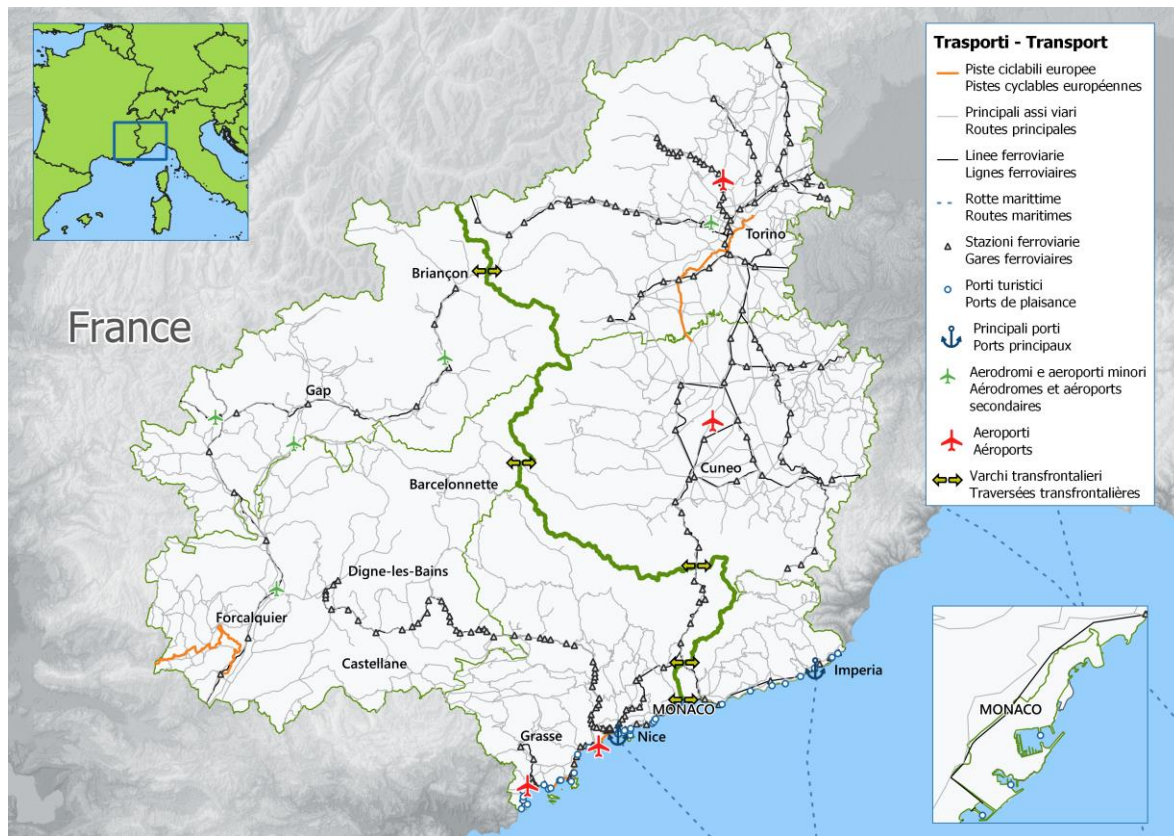 Trasporti - Transport
Piste ciclabili europee
Pistes cyclables européennes
Principali assi viari
Routes principales
Linee ferroviarie
Lignes ferroviaires
Rotte marittime
Routes maritimes
Stazioni ferroviarie
Gares ferroviaires
Porti turistici
Ports de plaisance
Principali porti
Ports principaux
Aerodromi e aeroporti minori
Aérodromes et aéroports
secondaires
Aeroporti
Aéroports
Varchi transfrontalieri
Traversées transfrontalières
Torino
Briançon
France
Gap
Cuneo
Barcelonnette
Digne-les-Bains
Forcalquier
Castellane
Imperia
MONACO
Grasse
Nice
MONACO